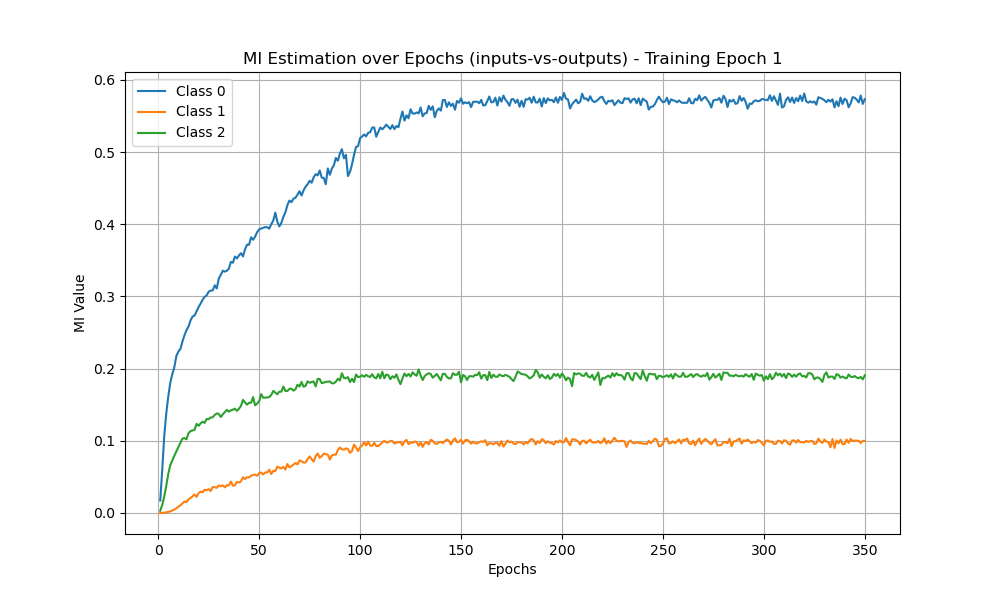 MI Estimation over Epochs (inputs-vs-outputs) - Training Epoch 1
Class 0
Class 1
Class 2
MI Value
0.6
0.5
0.4
0.3
0.2
0.1
0.0
0 50 100 150 200 250 300 350
Epochs